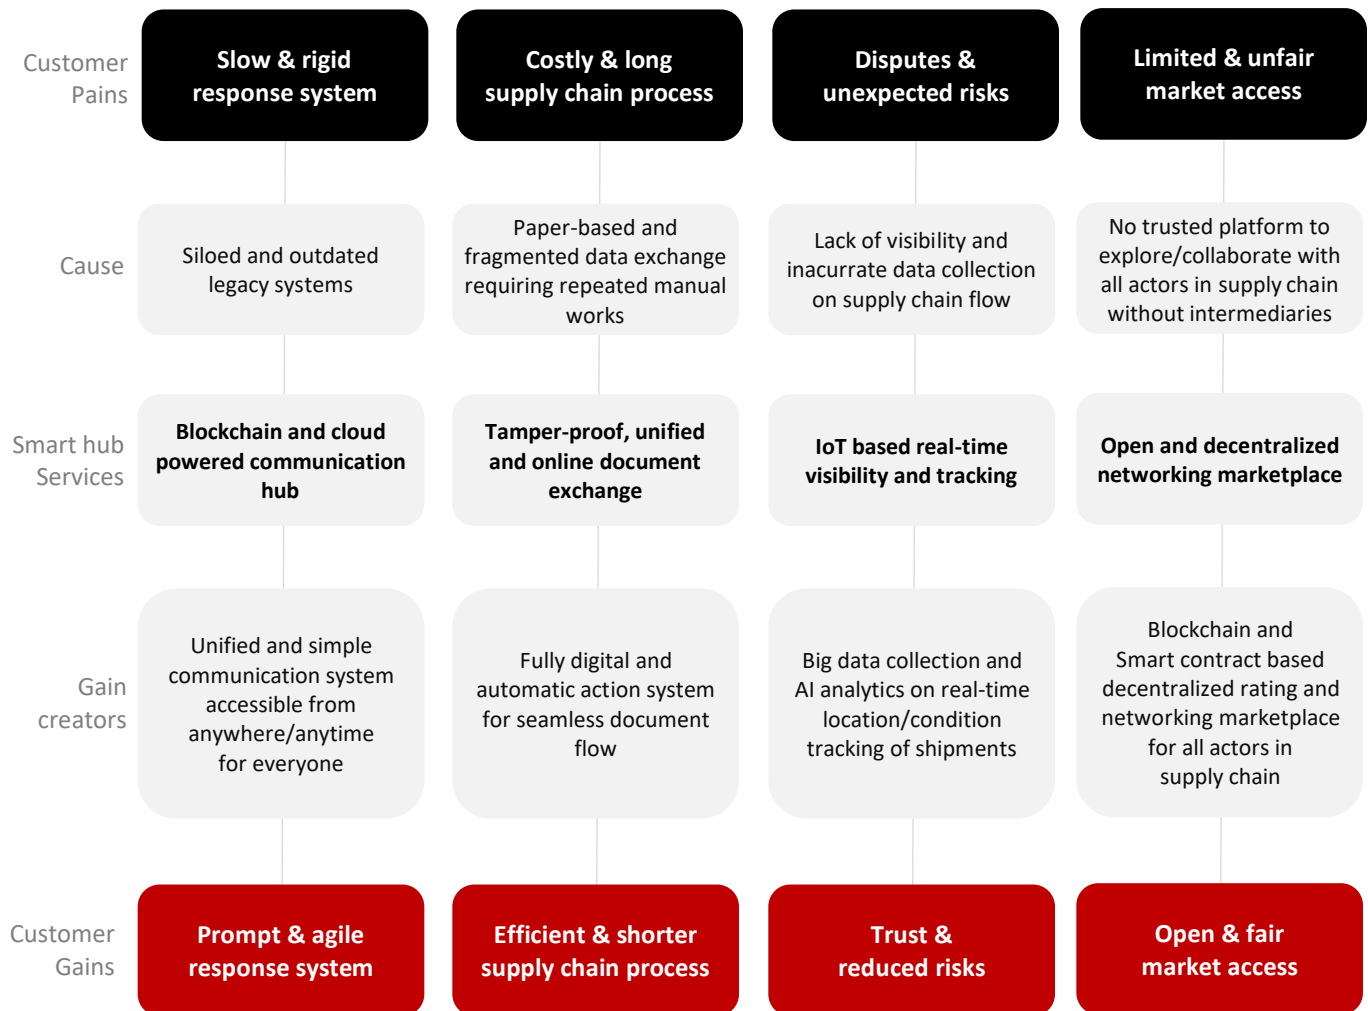 Customer
Pains
Slow & rigid
response system
Costly & long
supply chain process
Disputes &
unexpected risks
Limited & unfair
market access
Cause
Siloed and outdated
legacy systems
Paper-based and
fragmented data exchange
requiring repeated manual
works
Lack of visibility and
inacurrate data collection
on supply chain flow
No trusted platform to
explore/collaborate with
all actors in supply chain
without intermediaries
Smart hub
Services
Blockchain and cloud
powered communication
hub
Tamper-proof, unified
and online document
exchange
IoT based real-time
visibility and tracking
Open and decentralized
networking marketplace
Gain
creators
Unified and simple
communication system
accessible from
anywhere/anytime
for everyone
Fully digital and
automatic action system
for seamless document
flow
Big data collection and
AI analytics on real-time
location/condition
tracking of shipments
Blockchain and
Smart contract based
decentralized rating and
networking marketplace
for all actors in
supply chain
Customer
Gains
Prompt & agile
response system
Efficient & shorter
supply chain process
Trust &
reduced risks
Open & fair
market access